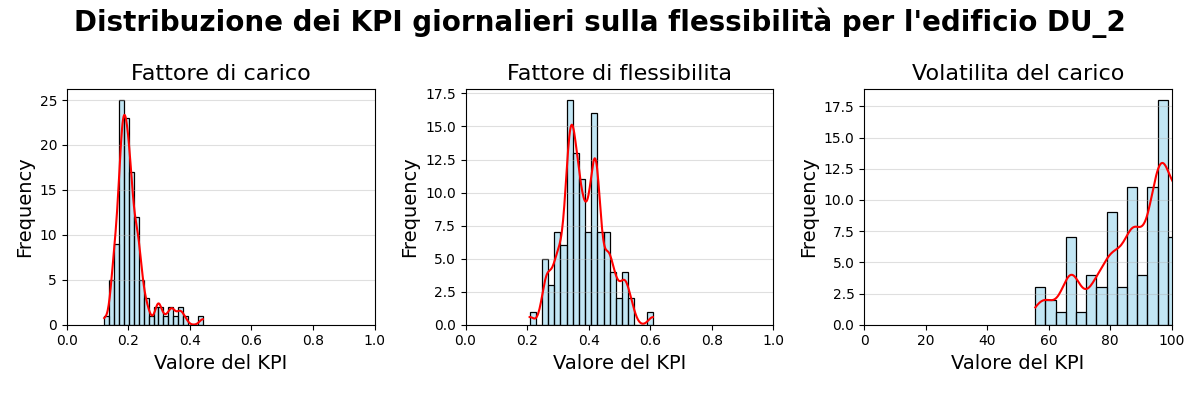 Distribuzione dei KPI giornalieri sulla flessibilità per l'edificio DU_2
Fattore di carico
Fattore di flessibilita
Volatilita del carico
Frequency
25
20
15
10
5
0
0.0 0.2 0.4 0.6 0.8 1.0
Valore del KPI
Frequency
17.5
15.0
12.5
10.0
7.5
5.0
2.5
0.0
0.0 0.2 0.4 0.6 0.8 1.0
Valore del KPI
Frequency
17.5
15.0
12.5
10.0
7.5
5.0
2.5
0.0
0 20 40 60 80 100
Valore del KPI